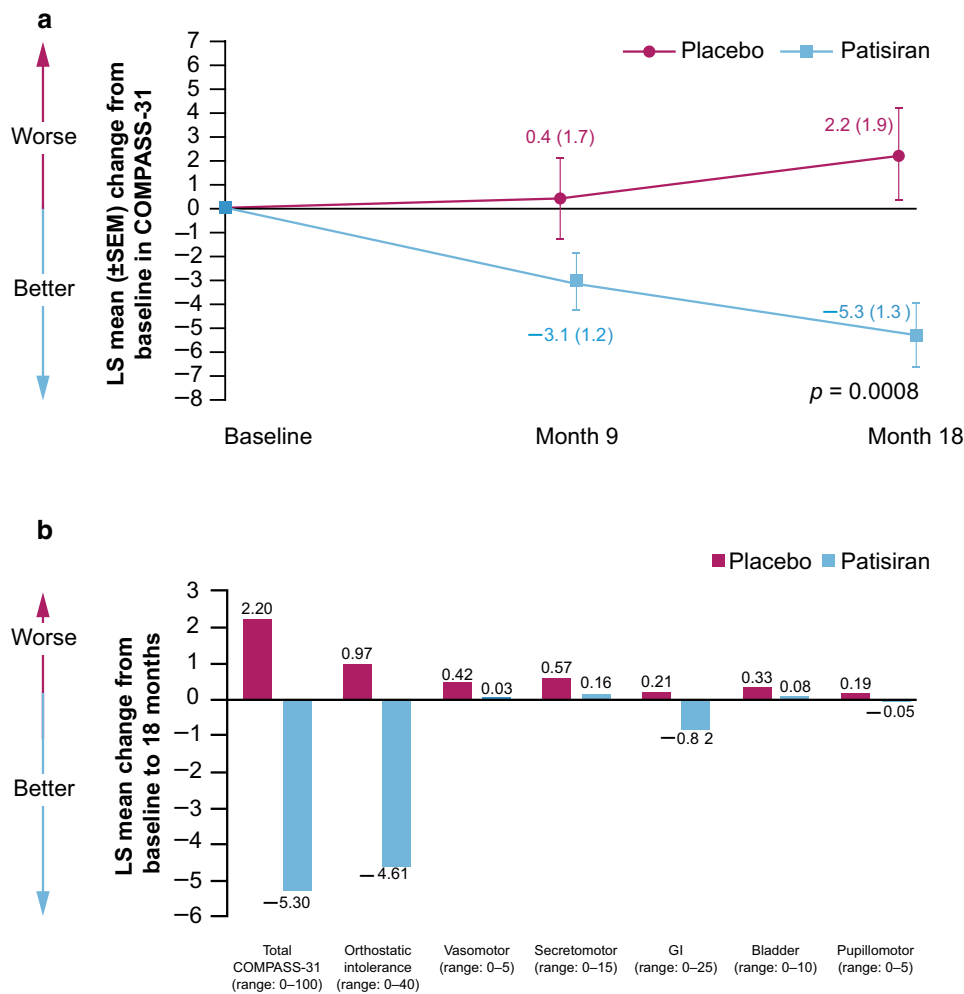 a
Worse
Better
LS mean (±SEM) change from
baseline in COMPASS-31
7
6
5
4
3
2
1
0
−1
−2
−3
−4
−5
−6
−7
−8
Placebo
Patisiran
0.4 (1.7)
2.2 (1.9)
−3.1 (1.2)
−5.3 (1.3)
p = 0.0008
Baseline
Month 9
Month 18
b
Worse
Better
LS mean change from
baseline to 18 months
Placebo
Patisiran
3
2
1
0
−1
−2
−3
−4
−5
−6
2.20
−5.30
0.97
−4.61
0.42
0.03
0.57
0.16
0.21
−0.8 2
0.33
0.08
0.19
−0.05
Total
COMPASS-31
(range: 0–100)
Orthostatic
intolerance
(range: 0–40)
Vasomotor
(range: 0–5)
Secretomotor
(range: 0–15)
GI
(range: 0–25)
Bladder
(range: 0–10)
Pupillomotor
(range: 0–5)